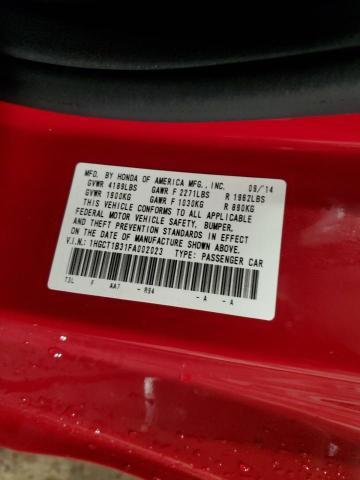 MFD. BY HONDA OF AMERICA MFG., INC. 09/14
GVWR 4189LBS GAWR F 2271LBS R 1962LBS
GVWR 1900KG GAWR F 1030KG R 890KG
THIS VEHICLE CONFORMS TO ALL APPLICABLE
FEDERAL MOTOR VEHICLE SAFETY, BUMPER,
AND THEFT PREVENTION STANDARDS IN EFFECT
ON THE DATE OF MANUFACTURE SHOWN ABOVE.
V.I.N.: 1HGCT1B31FA002023 TYPE: PASSENGER CAR
T3L F AA7 - R94 - A - A